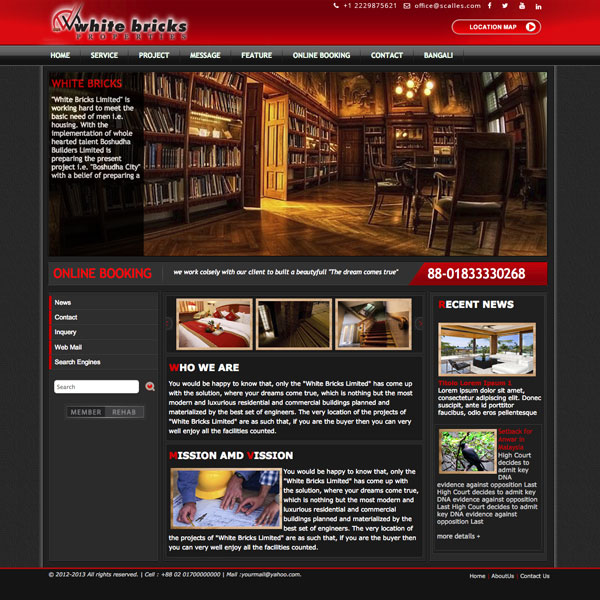 +1 2229875621 office@scalles.com
white bricks
PROPERTIES
LOCATION MAP
HOME SERVICE PROJECT MESSAGE FEATURE ONLINE BOOKING CONTACT BANGALI
WHITE BRICKS
"White Bricks Limited" is
working hard to meet the
basic need of men i.e.
housing. With the
implementation of whole
hearted talent Boshudha
Builders Limited is
preparing the present
project i.e. "Boshudha City"
with a belief of preparing a
ONLINE BOOKING
we work colsely with our client to built a beautyfull "The dream comes true"
88-01833330268
News
Contact
Inquery
Web Mail
Search Engines
Search
MEMBER REHAB
WHO WE ARE
You would be happy to know that, only the "White Bricks Limited" has come up
with the solution, where your dreams come true, which is nothing but the most
modern and luxurious residential and commercial buildings planned and
materialized by the best set of engineers. The very location of the projects of
"White Bricks Limited" are as such that, if you are the buyer then you can very
well enjoy all the facilities counted.
MISSION AMD VISSION
You would be happy to know that, only the
"White Bricks Limited" has come up with
the solution, where your dreams come true,
which is nothing but the most modern and
luxurious residential and commercial
buildings planned and materialized by the
best set of engineers. The very location of
the projects of "White Bricks Limited" are as such that, if you are the buyer then
you can very well enjoy all the facilities counted.
RECENT NEWS
Titulo Lorem Ipsum 1
Lorem ipsum dolor sit amet,
consectetur adipiscing elit. Donec
suscipit, ante id porttitor
faucibus, odio eros pellentesque
Setback for
Anwar in
Malaysia
High Court
decides to
admit key
DNA
evidence against opposition Last
High Court decides to admit key
DNA evidence against opposition
Last High Court decides to admit
key DNA evidence against
opposition Last
more details +
© 2012-2013 All rights reserved. | Cell : +88 02 01700000000 | Mail :yourmail@yahoo.com.
Home | AboutUs | Contact Us